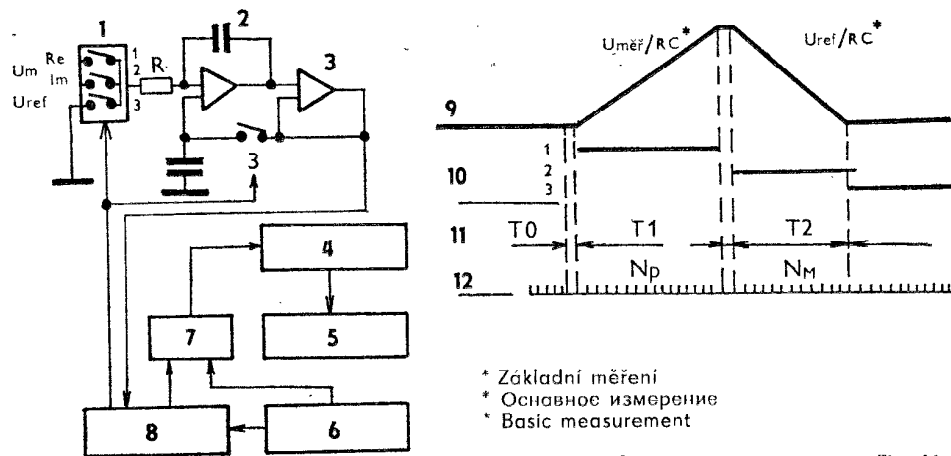 1
2
3
Re
Um
Im
Uref
1
2
3
R
3
4
5
7
8
6
Uměř/RC*
Uref/RC*
9
10
1
2
3
11
T0
T1
T2
12
Np
NM
* Základní měření
* Основное измерение
* Basic measurement